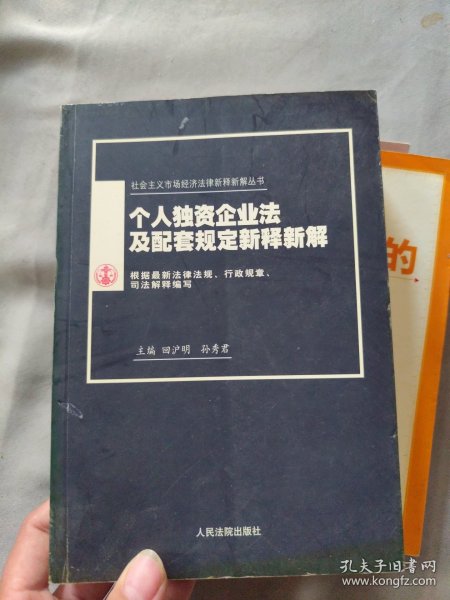 社会主义市场经济法律新释新解丛书
个人独资企业法
及配套规定新释新解
根据最新法律法规、行政规章、
司法解释编写
主编 回沪明 孙秀君
人民法院出版社
的
孔夫子旧书网
www.kongfz.com